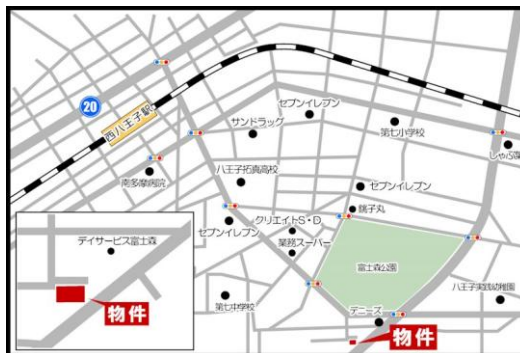 20
西八王子駅
セブンイレブン
サンドラッグ
第七小学校
しゃぶ葉
南多摩病院
八王子拓真高校
セブンイレブン
銚子丸
クリエイトS・D
セブンイレブン
業務スーパー
富士森公園
デイサービス富士森
第七中学校
デニーズ
八王子実践幼稚園
物件
物件